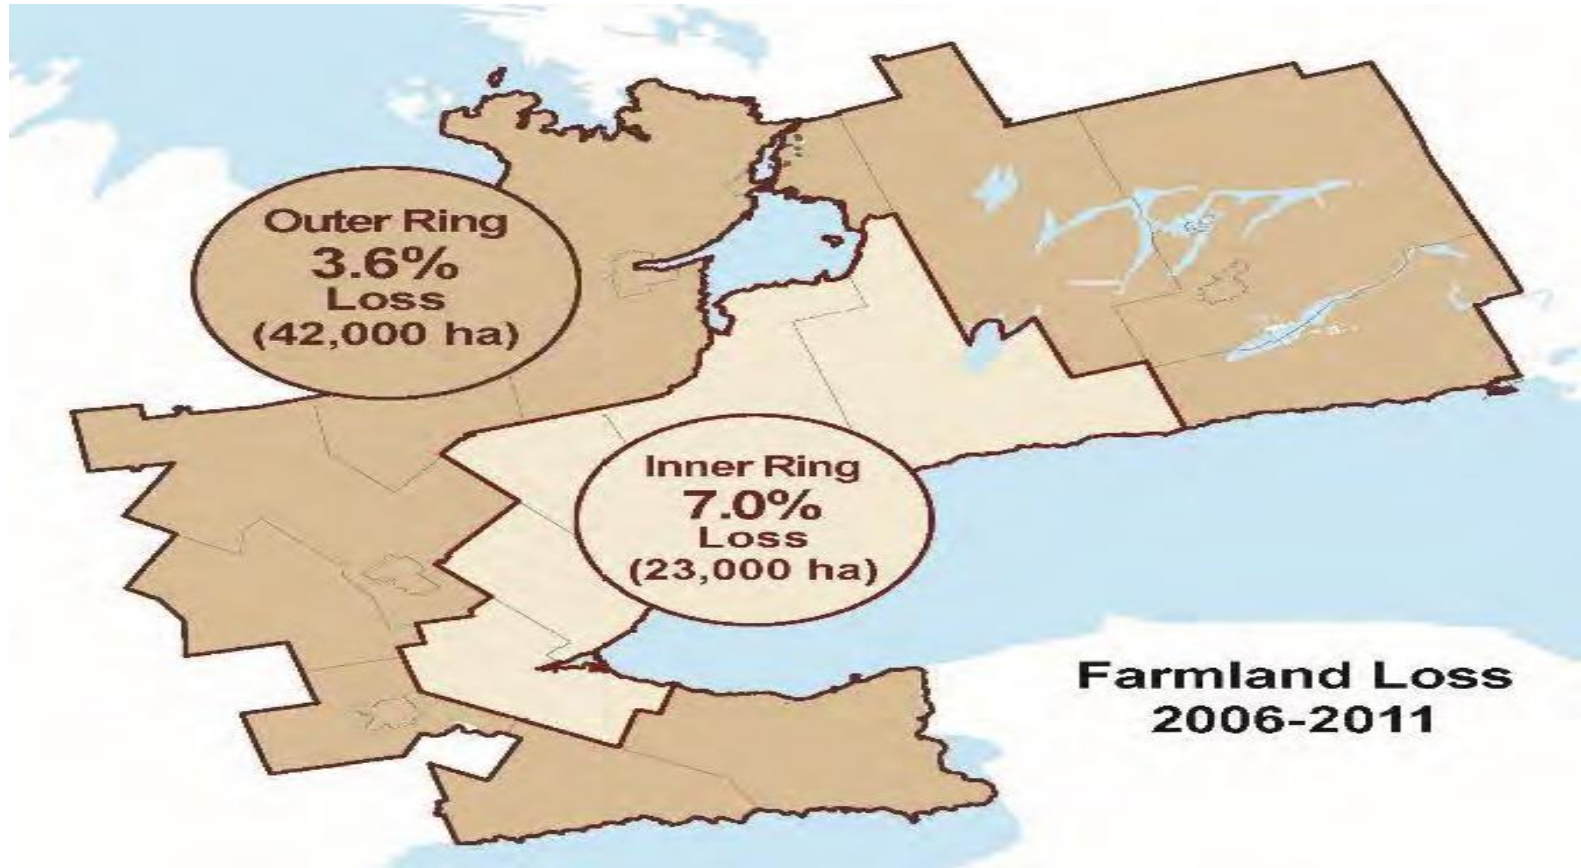 Outer Ring
3.6%
Loss
(42,000 ha)
Inner Ring
7.0%
Loss
(23,000 ha)
Farmland Loss
2006-2011